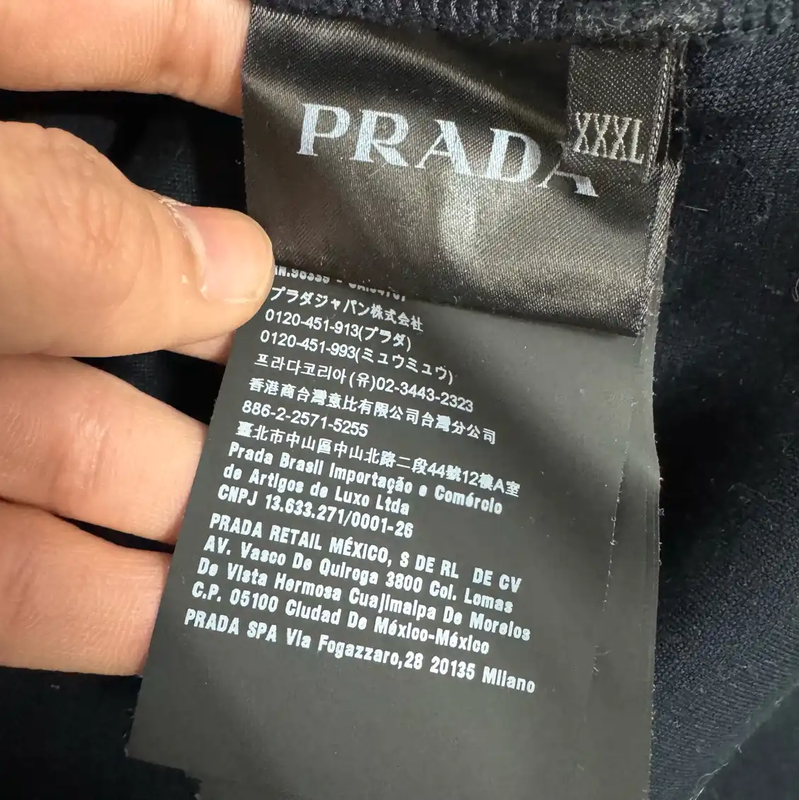 PRADA
XXXL
プラダジャパン株式会社
0120-451-913(プラダ)
0120-451-993(ミュウミュウ)
프라다코리아(유)02-3443-2323
香港商台灣意比有限公司台灣分公司
886-2-2571-5255
臺北市中山區中山北路二段44號12樓A室
Prada Brasil Importação e Comércio
de Artigos de Luxo Ltda
CNPJ 13.633.271/0001-26
PRADA RETAIL MÉXICO, S DE RL DE CV
AV. Vasco De Quiroga 3800 Col. Lomas
De Vista Hermosa Cuajimalpa De Morelos
C.P. 05100 Ciudad De México-México
PRADA SPA Via Fogazzaro,28 20135 Milano